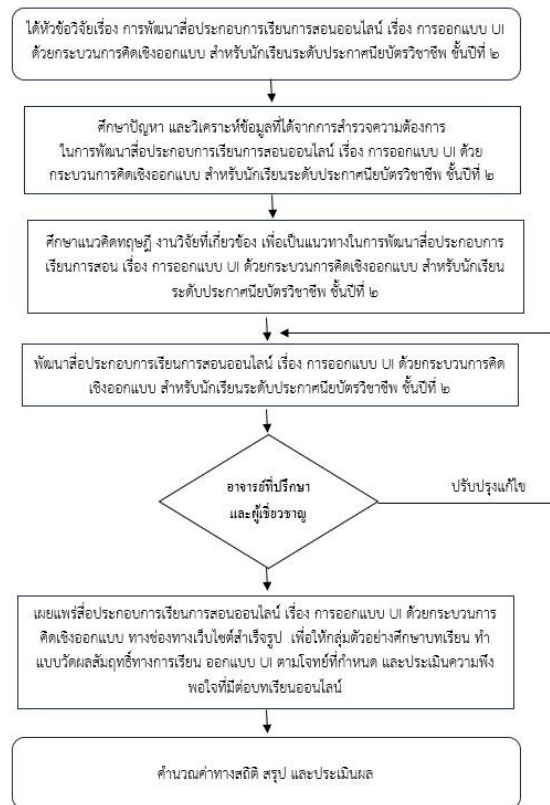 ได้หัวข้อวิจัยเรื่อง การพัฒนาสื่อประกอบการเรียนการสอนออนไลน์ เรื่อง การออกแบบ UI
ด้วยกระบวนการคิดเชิงออกแบบ สำหรับนักเรียนระดับประกาศนียบัตรวิชาชีพ ชั้นปีที่ ๒
ศึกษาปัญหา และวิเคราะห์ข้อมูลที่ได้จากการสำรวจความต้องการ
ในการพัฒนาสื่อประกอบการเรียนการสอนออนไลน์ เรื่อง การออกแบบ UI ด้วย
กระบวนการคิดเชิงออกแบบ สำหรับนักเรียนระดับประกาศนียบัตรวิชาชีพ ชั้นปีที่ ๒
ศึกษาแนวคิดทฤษฎี งานวิจัยที่เกี่ยวข้อง เพื่อเป็นแนวทางในการพัฒนาสื่อประกอบการ
เรียนการสอน เรื่อง การออกแบบ UI ด้วยกระบวนการคิดเชิงออกแบบ สำหรับนักเรียน
ระดับประกาศนียบัตรวิชาชีพ ชั้นปีที่ ๒
พัฒนาสื่อประกอบการเรียนการสอนออนไลน์ เรื่อง การออกแบบ UI ด้วยกระบวนการคิด
เชิงออกแบบ สำหรับนักเรียนระดับประกาศนียบัตรวิชาชีพ ชั้นปีที่ ๒
อาจารย์ที่ปรึกษา
และผู้เชี่ยวชาญ
ปรับปรุงแก้ไข
เผยแพร่สื่อประกอบการเรียนการสอนออนไลน์ เรื่อง การออกแบบ UI ด้วยกระบวนการ
คิดเชิงออกแบบ ทางช่องทางเว็บไซต์สำเร็จรูป เพื่อให้กลุ่มตัวอย่างศึกษาบทเรียน ทำ
แบบวัดผลสัมฤทธิ์ทางการเรียน ออกแบบ UI ตามโจทย์ที่กำหนด และประเมินความพึง
พอใจที่มีต่อบทเรียนออนไลน์
คำนวณค่าทางสถิติ สรุป และประเมินผล